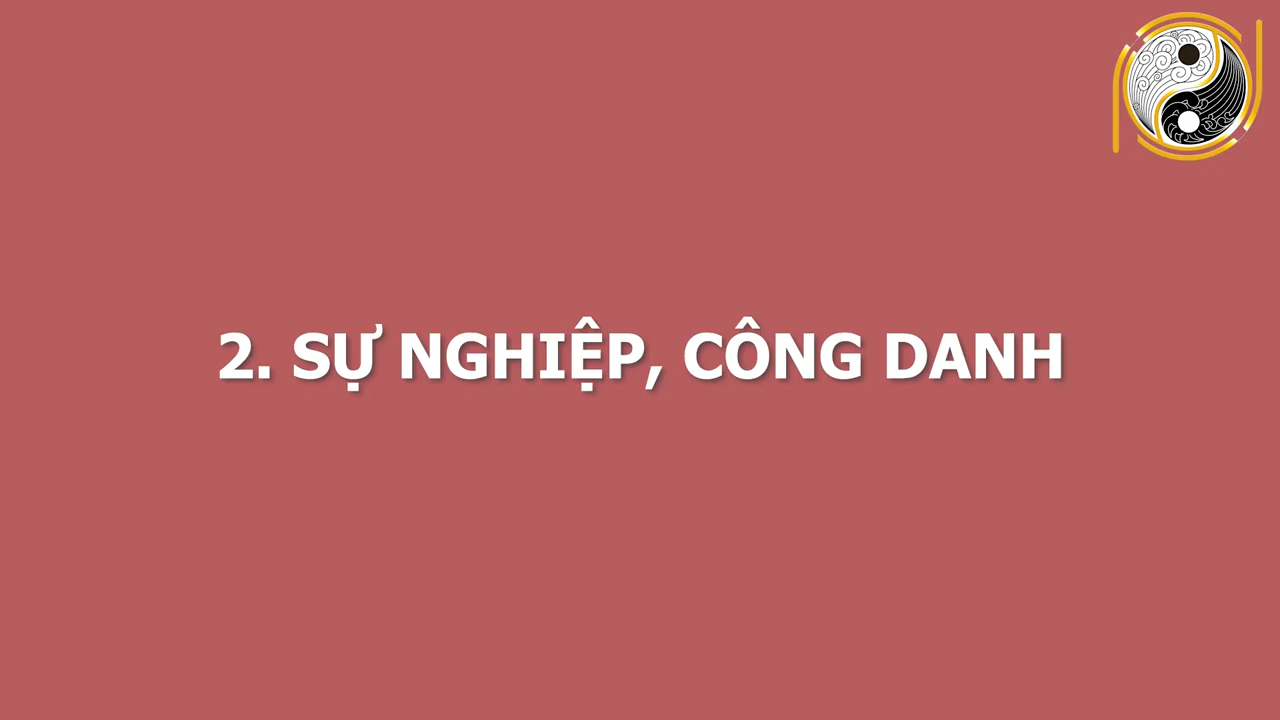 2. SỰ NGHIỆP, CÔNG DANH